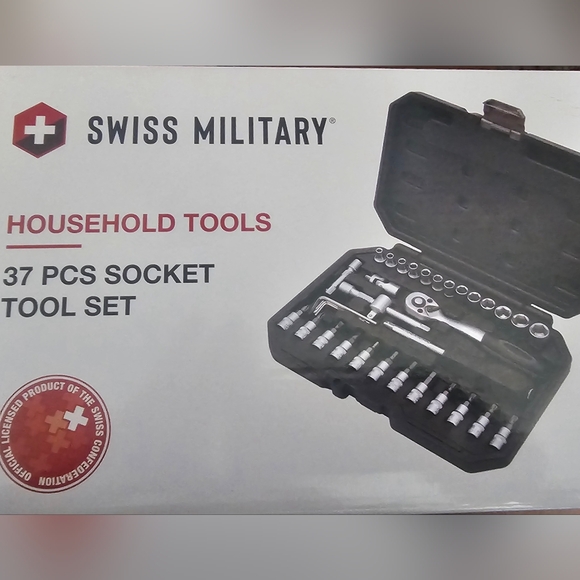 SWISS MILITARY®
HOUSEHOLD TOOLS
37 PCS SOCKET
TOOL SET
OFFICIAL LICENSED PRODUCT OF THE SWISS CONFEDERATION